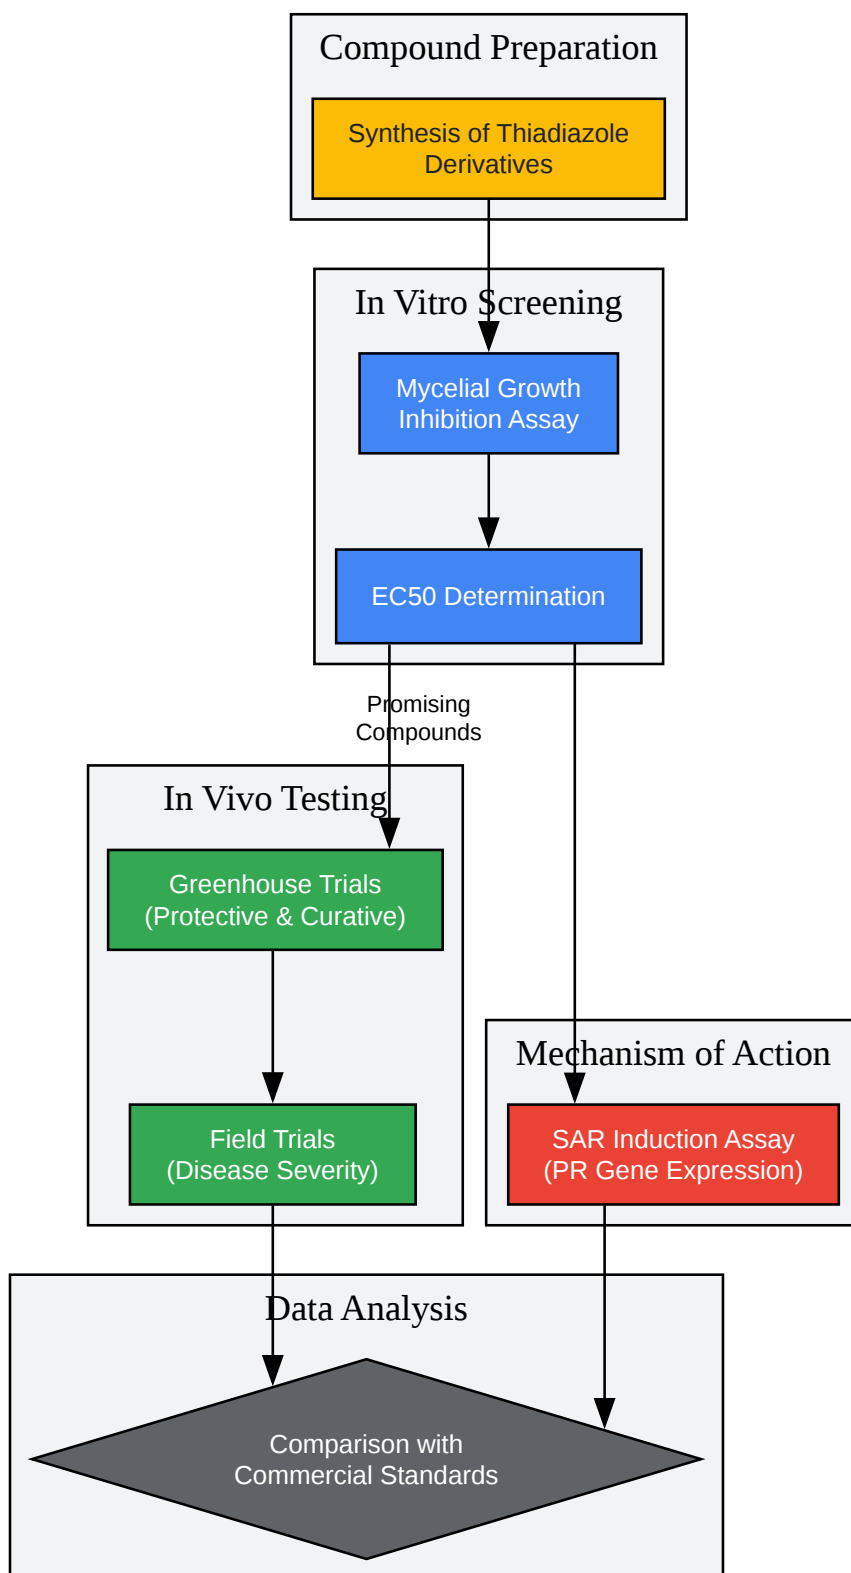 Compound Preparation
Synthesis of Thiadiazole
Derivatives
In Vitro Screening
Mycelial Growth
Inhibition Assay
EC50 Determination
Promising
Compounds
In Vivo Testing
Greenhouse Trials
(Protective & Curative)
Field Trials
(Disease Severity)
Mechanism of Action
SAR Induction Assay
(PR Gene Expression)
Data Analysis
Comparison with
Commercial Standards